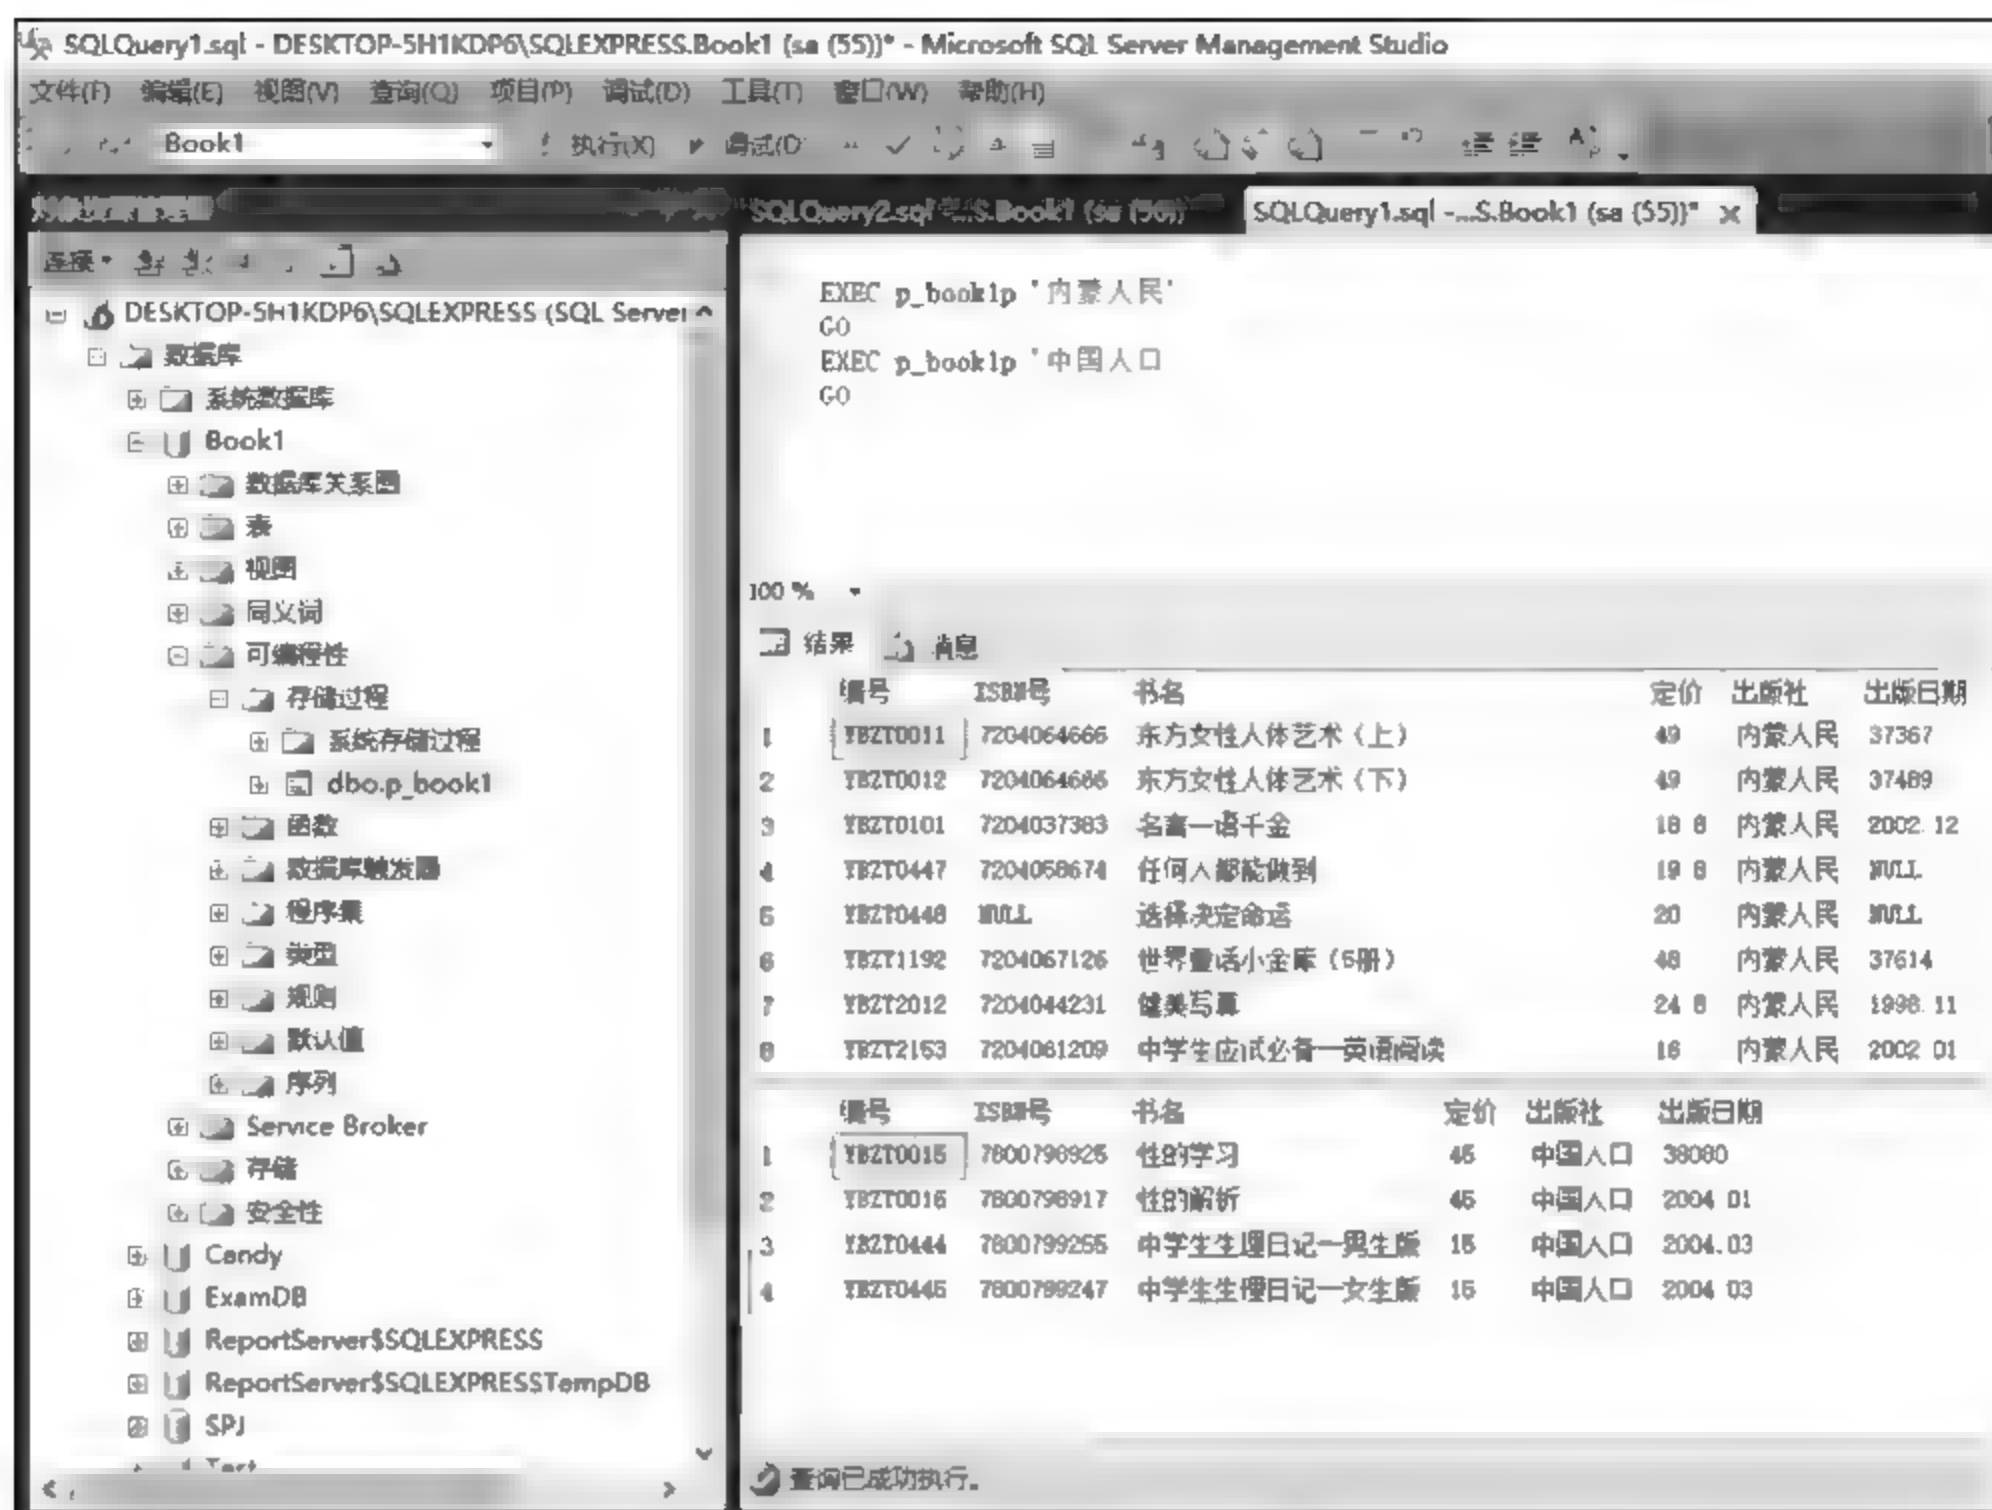 SQLQuery1.sql - DESKTOP-5H1KDP6\SQLEXPRESS.Book1 (sa (55))* - Microsoft SQL Server Management Studio
文件(F) 编辑(E) 视图(V) 查询(Q) 项目(P) 调试(D) 工具(T) 窗口(W) 帮助(H)
Book1 执行(X) 调试(D
SQLQuery2.sql -...S.Book1 (sa (56)) SQLQuery1.sql -...S.Book1 (sa (55))* ×
连接
DESKTOP-5H1KDP6\SQLEXPRESS (SQL Server
数据库
系统数据库
Book1
数据库关系图
表
视图
同义词
可编程性
存储过程
系统存储过程
dbo.p_book1
函数
数据库触发器
程序集
类型
规则
默认值
序列
Service Broker
存储
安全性
Candy
ExamDB
ReportServer$SQLEXPRESS
ReportServer$SQLEXPRESSTempDB
SPJ
EXEC p_book1p '内蒙人民'
GO
EXEC p_book1p '中国人口
GO
100 %
结果 消息
编号 ISBN号 书名 定价 出版社 出版日期
1 YBZT0011 7204064666 东方女性人体艺术（上） 49 内蒙人民 37367
2 YBZT0012 7204064666 东方女性人体艺术（下） 49 内蒙人民 37489
3 YBZT0101 7204037383 名言一语千金 18 8 内蒙人民 2002.12
4 YBZT0447 7204058674 任何人都能做到 19 8 内蒙人民 NULL
5 YBZT0448 NULL 选择决定命运 20 内蒙人民 NULL
6 YBZT1192 7204067126 世界童话小金库（5册） 48 内蒙人民 37614
7 YBZT2012 7204044231 健美写真 24 8 内蒙人民 1998.11
8 YBZT2153 7204061209 中学生应试必备—英语阅读 16 内蒙人民 2002 01
编号 ISBN号 书名 定价 出版社 出版日期
1 YBZT0015 7800798925 性的学习 45 中国人口 38080
2 YBZT0016 7800798917 性的解析 45 中国人口 2004 01
3 YBZT0444 7800799255 中学生生理日记—男生版 15 中国人口 2004.03
4 YBZT0445 7800799247 中学生生理日记—女生版 15 中国人口 2004 03
查询已成功执行。